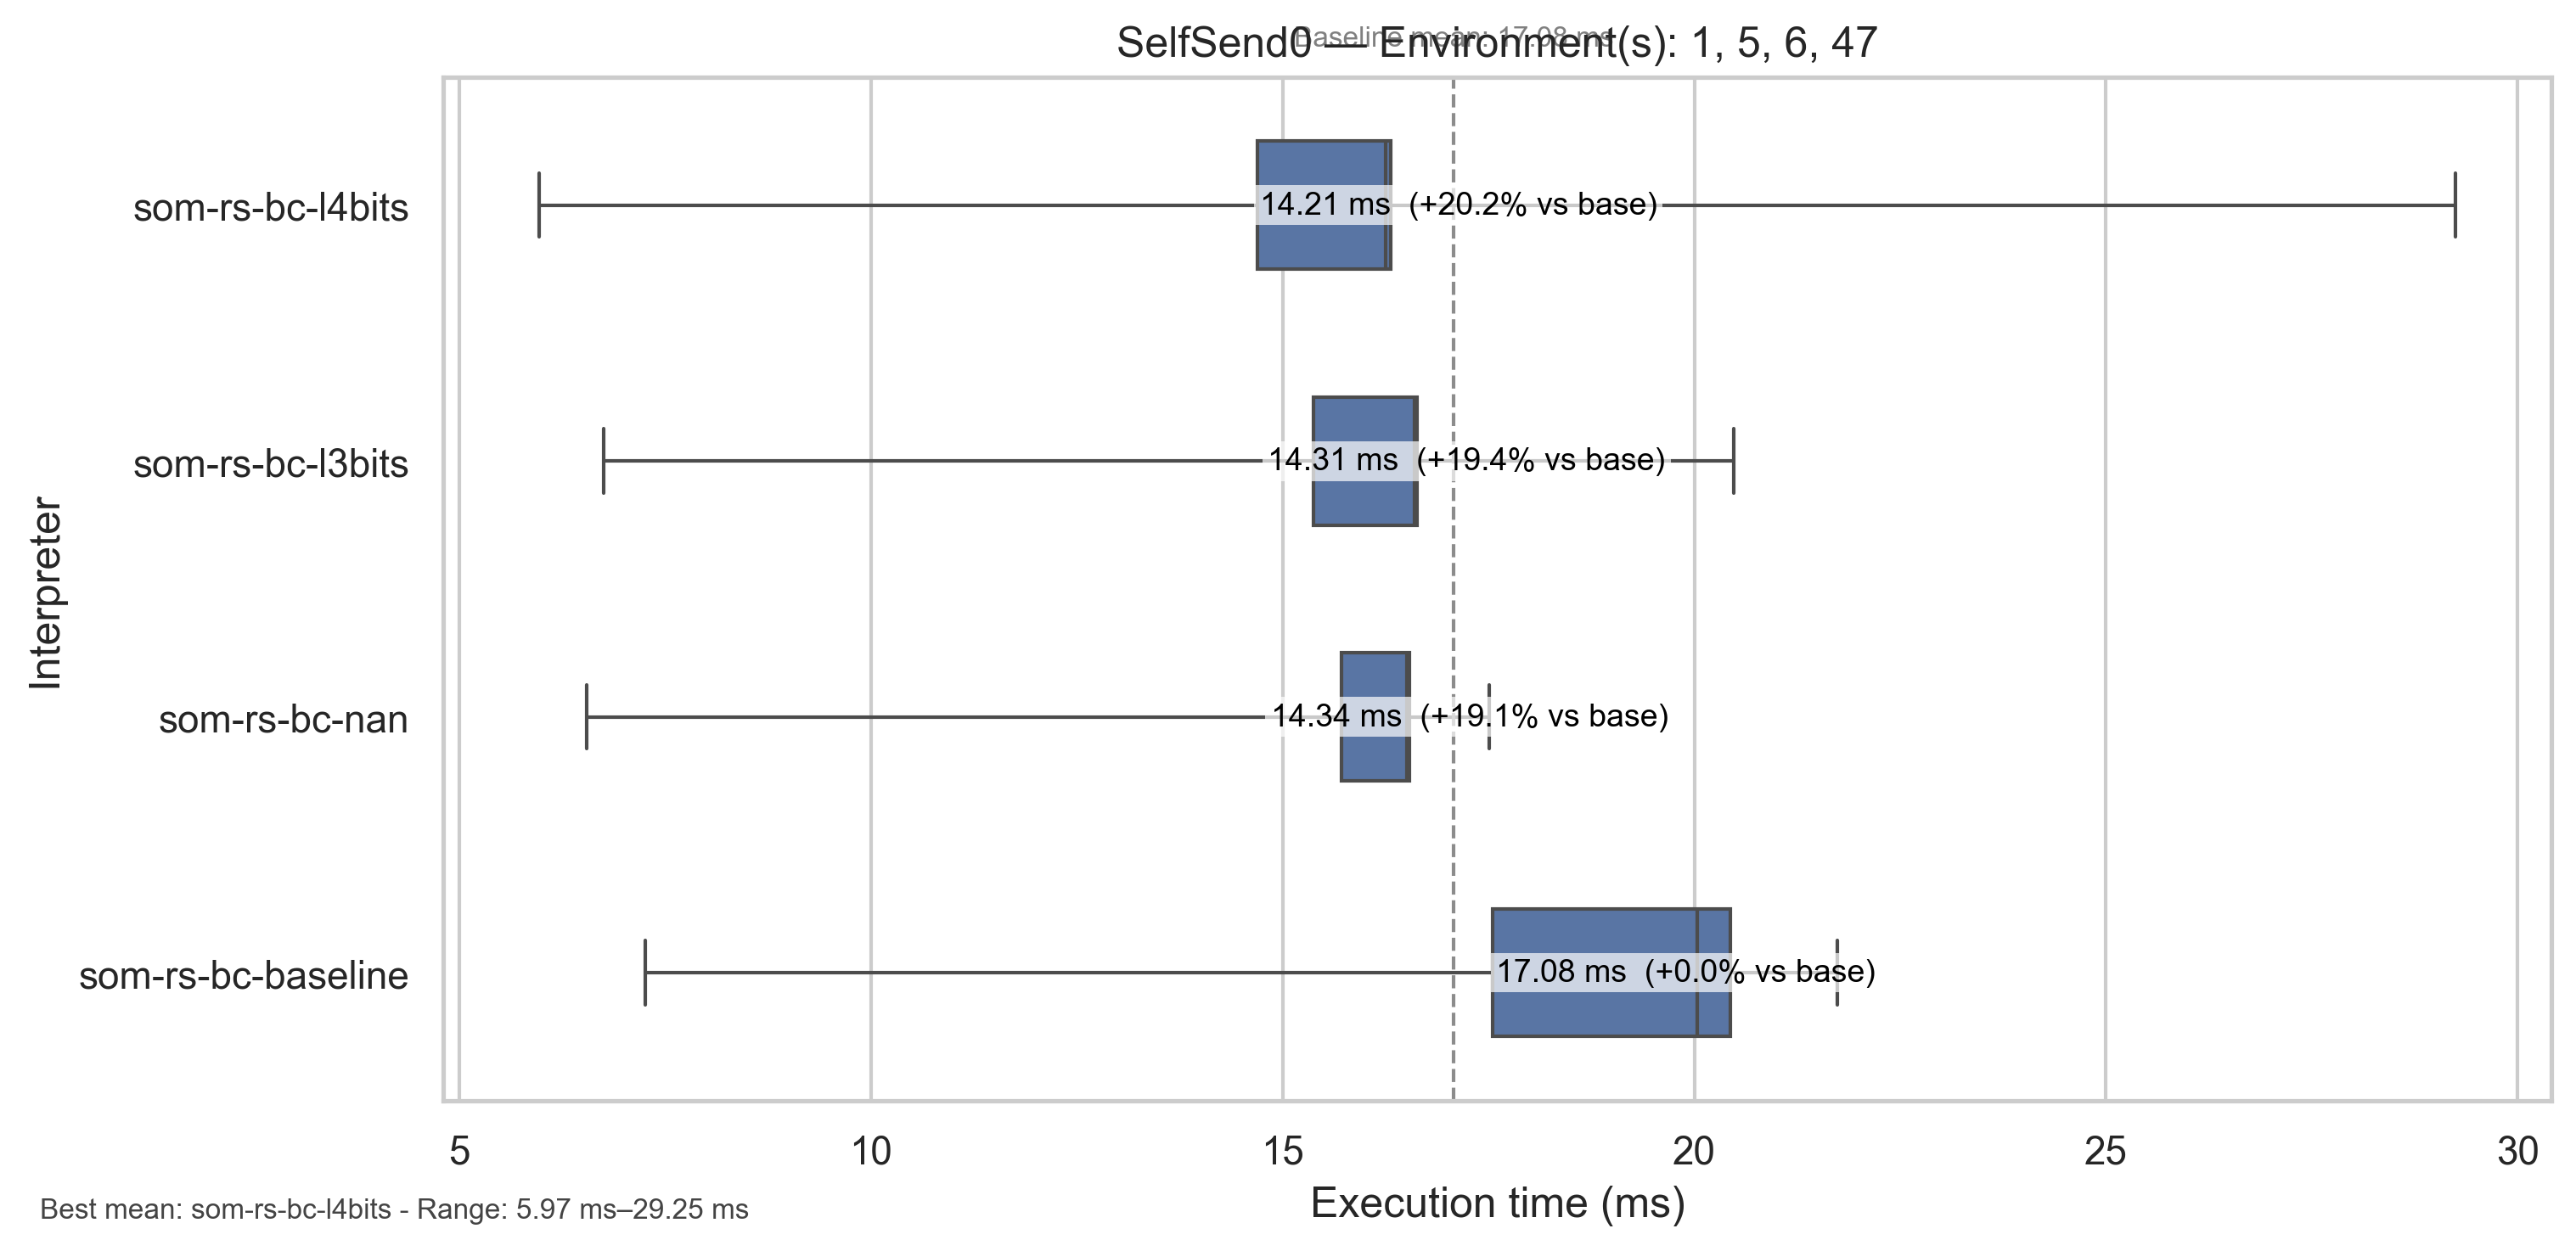 Baseline mean: 17.08 ms
SelfSend0 — Environment(s): 1, 5, 6, 47
Interpreter
som-rs-bc-l4bits
14.21 ms (+20.2% vs base)
som-rs-bc-l3bits
14.31 ms (+19.4% vs base)
som-rs-bc-nan
14.34 ms (+19.1% vs base)
som-rs-bc-baseline
17.08 ms (+0.0% vs base)
5 10 15 20 25 30
Execution time (ms)
Best mean: som-rs-bc-l4bits - Range: 5.97 ms–29.25 ms